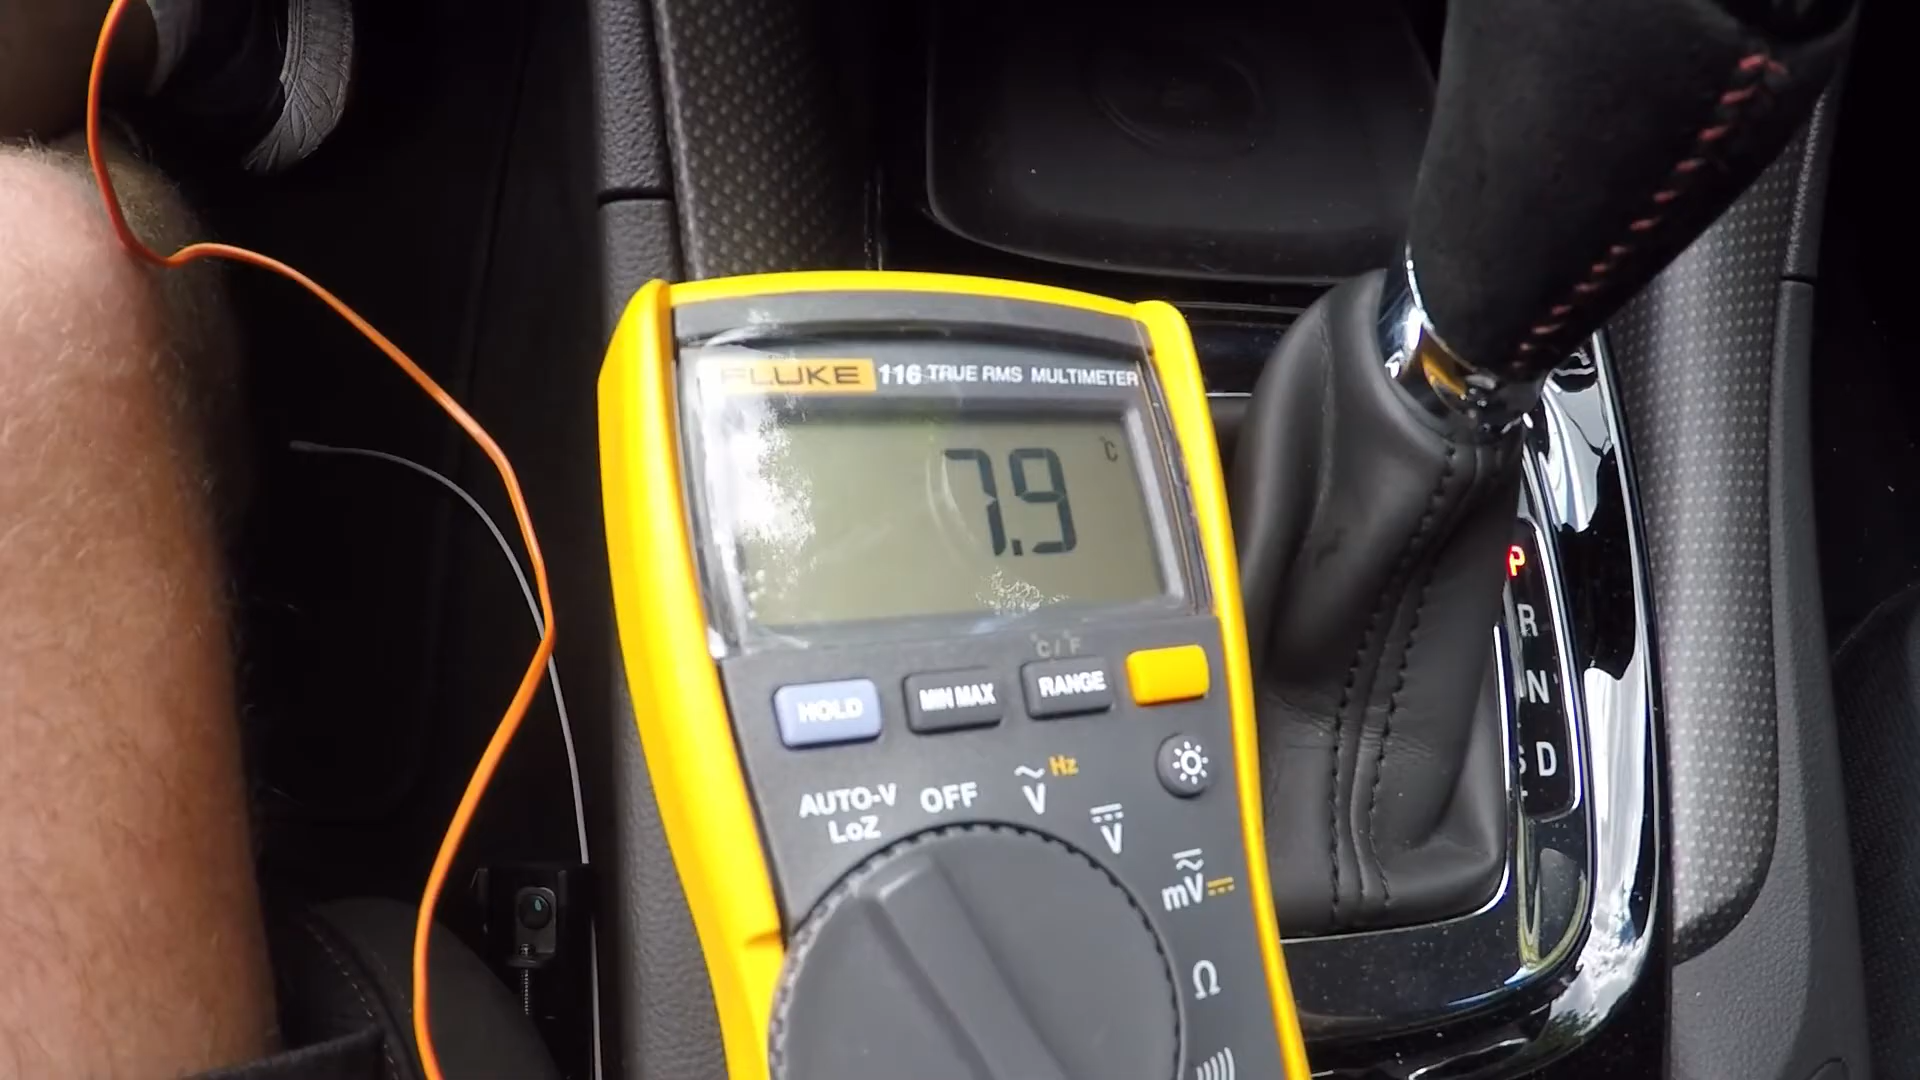 FLUKE 116 TRUE RMS MULTIMETER
7.9 °C
°C/°F
HOLD MIN MAX RANGE
AUTO-V
LoZ
OFF
Hz
V
V
mV
Ω
P
R
N
S D